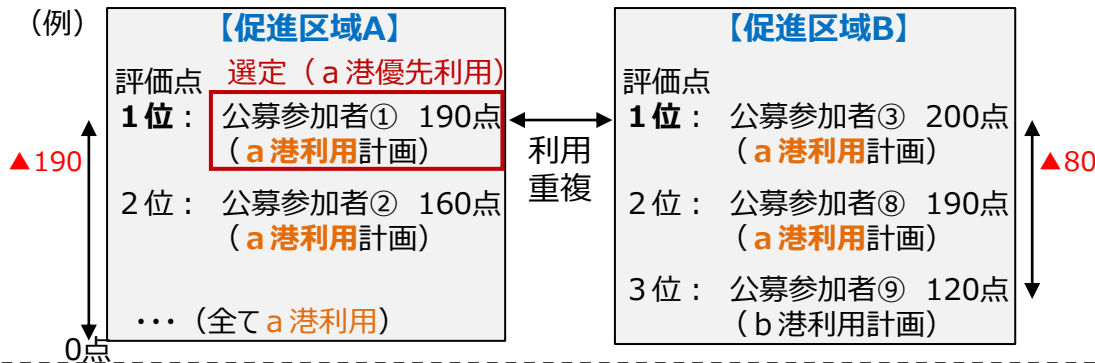 （例）
【促進区域A】
評価点
選定（ａ港優先利用）
１位： 公募参加者① 190点
（ａ港利用計画）
２位： 公募参加者② 160点
（ａ港利用計画）
・・・（全てａ港利用）
▲190
0点
利用
重複
【促進区域B】
評価点
１位： 公募参加者③ 200点
（ａ港利用計画）
２位： 公募参加者⑧ 190点
（ａ港利用計画）
３位： 公募参加者⑨ 120点
（ｂ港利用計画）
▲80